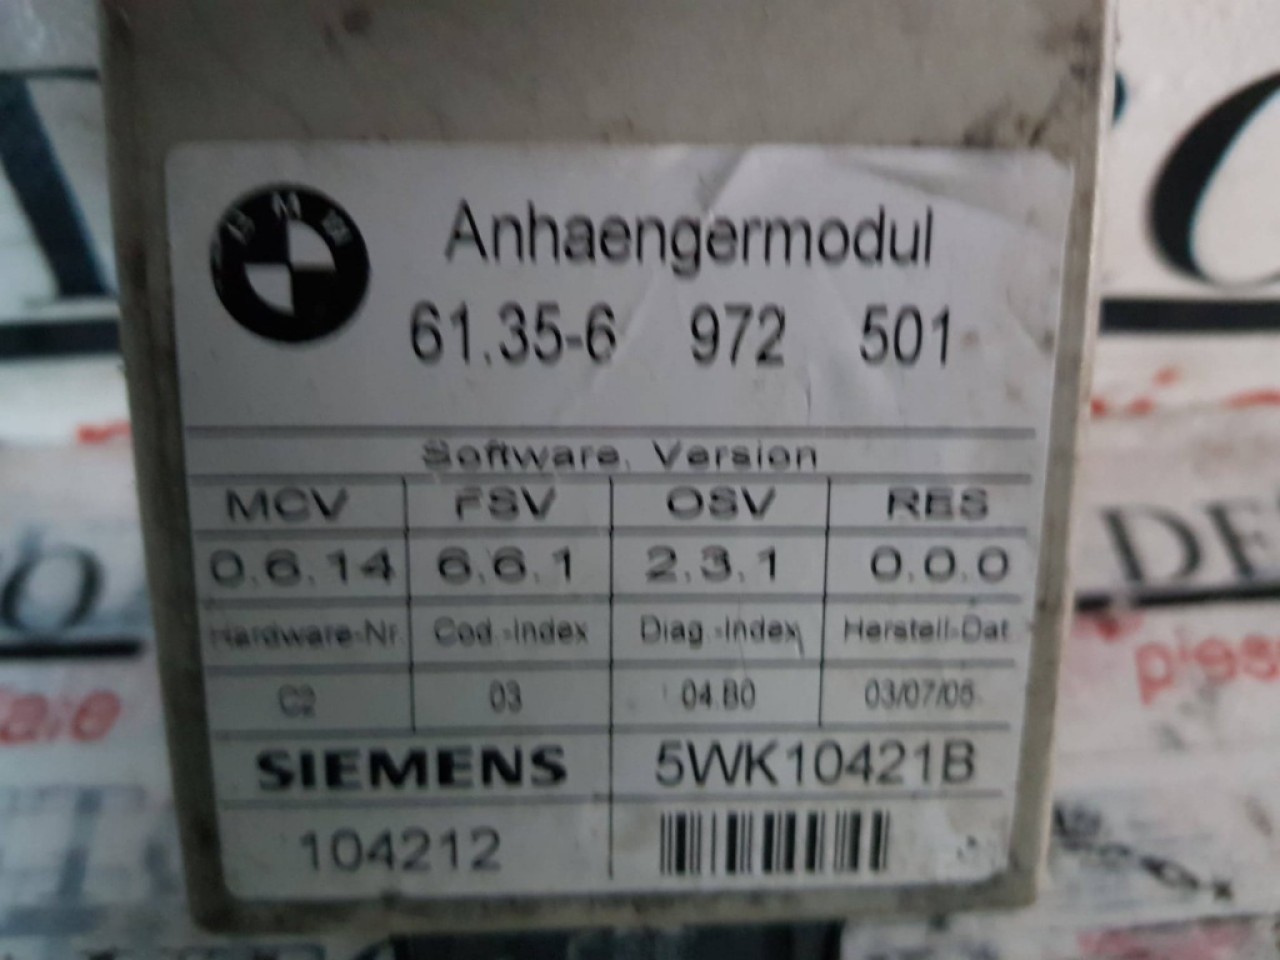 BMW
Anhaengermodul
61.35-6 972 501
Software. Version
MCV FSV OSV RES
0.6.14 6.6.1 2.3.1 0.0.0
Hardware-Nr. Cod.-Index Diag.-Index Herstell-Dat
C2 03 04.B0 03/07/05
SIEMENS 5WK10421B
104212